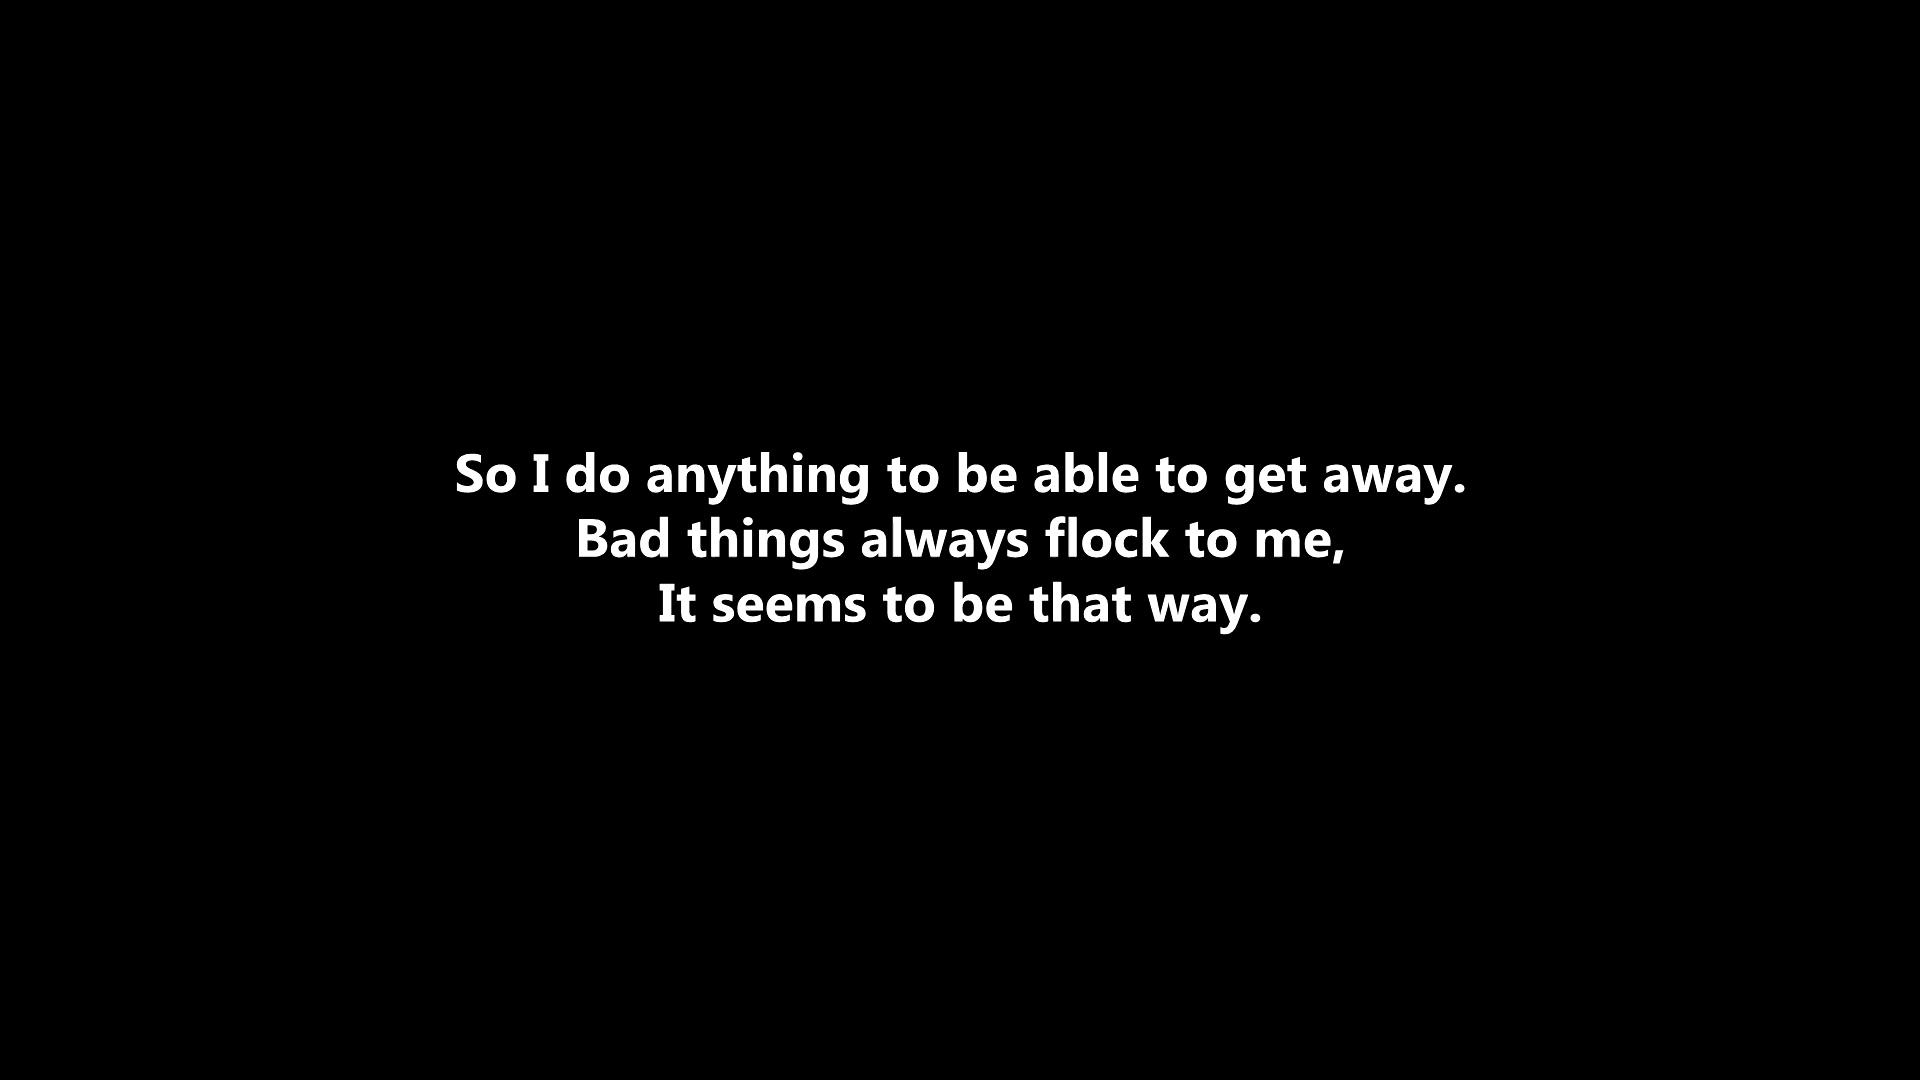 So I do anything to be able to get away.
Bad things always flock to me,
It seems to be that way.